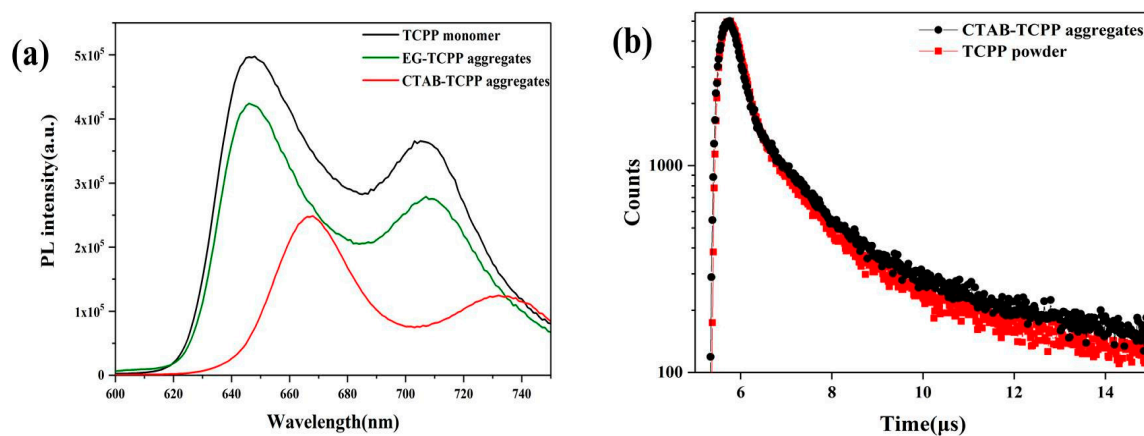 (a)
TCPP monomer
EG-TCPP aggregates
CTAB-TCPP aggregates
PL intensity(a.u.)
5x10⁵
4x10⁵
3x10⁵
2x10⁵
1x10⁵
0
600 620 640 660 680 700 720 740
Wavelength(nm)
(b)
CTAB-TCPP aggregates
TCPP powder
Counts
1000
100
6 8 10 12 14
Time(μs)